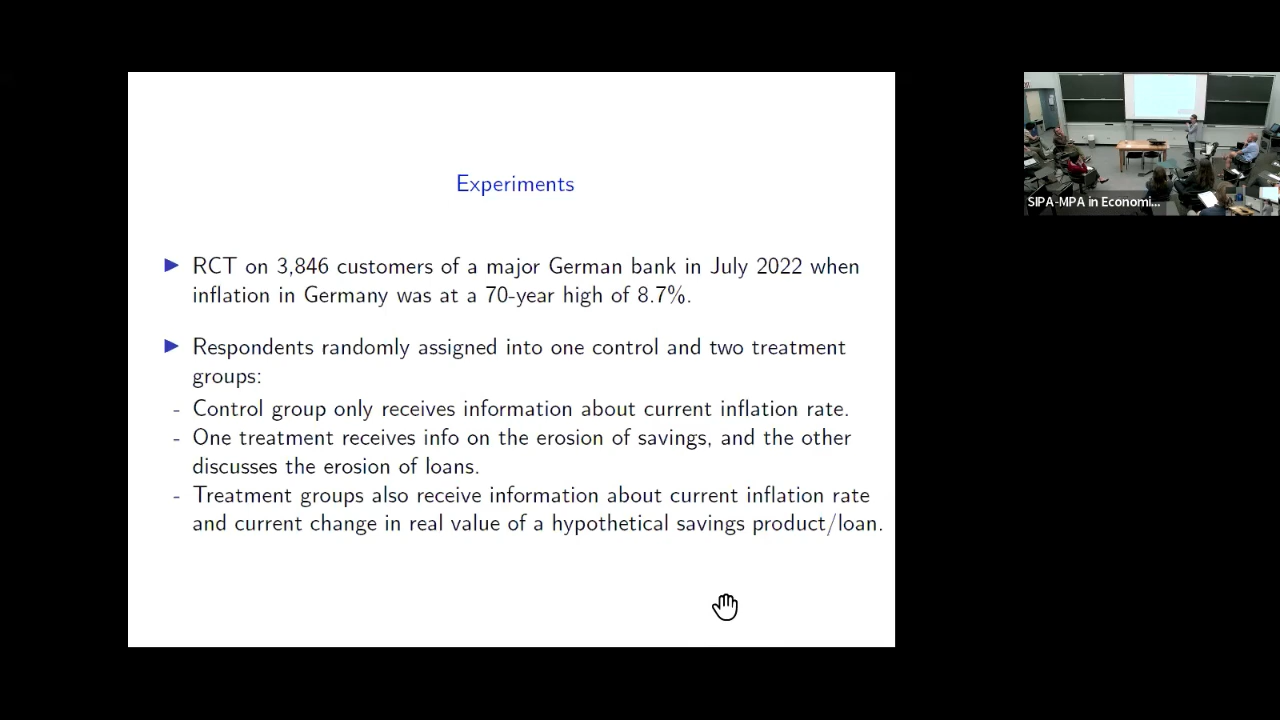 Experiments
RCT on 3,846 customers of a major German bank in July 2022 when
inflation in Germany was at a 70-year high of 8.7%.
Respondents randomly assigned into one control and two treatment
groups:
- Control group only receives information about current inflation rate.
- One treatment receives info on the erosion of savings, and the other
discusses the erosion of loans.
- Treatment groups also receive information about current inflation rate
and current change in real value of a hypothetical savings product/loan.
SIPA-MPA in Economi...